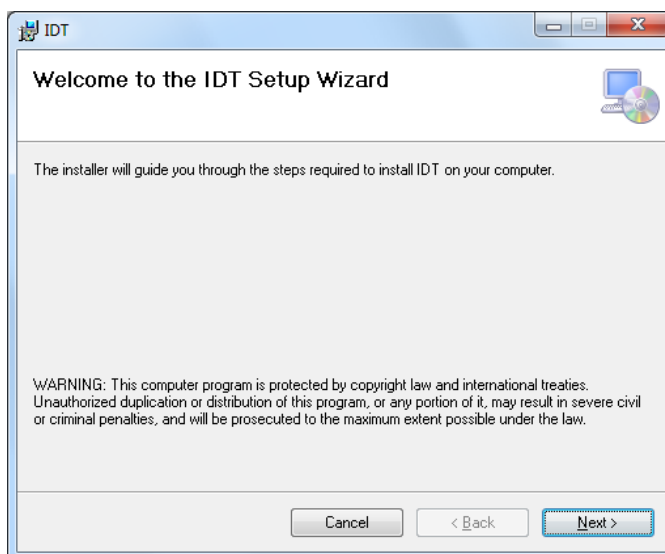 IDT
Welcome to the IDT Setup Wizard
The installer will guide you through the steps required to install IDT on your computer.
WARNING: This computer program is protected by copyright law and international treaties.
Unauthorized duplication or distribution of this program, or any portion of it, may result in severe civil
or criminal penalties, and will be prosecuted to the maximum extent possible under the law.
Cancel
< Back
Next >